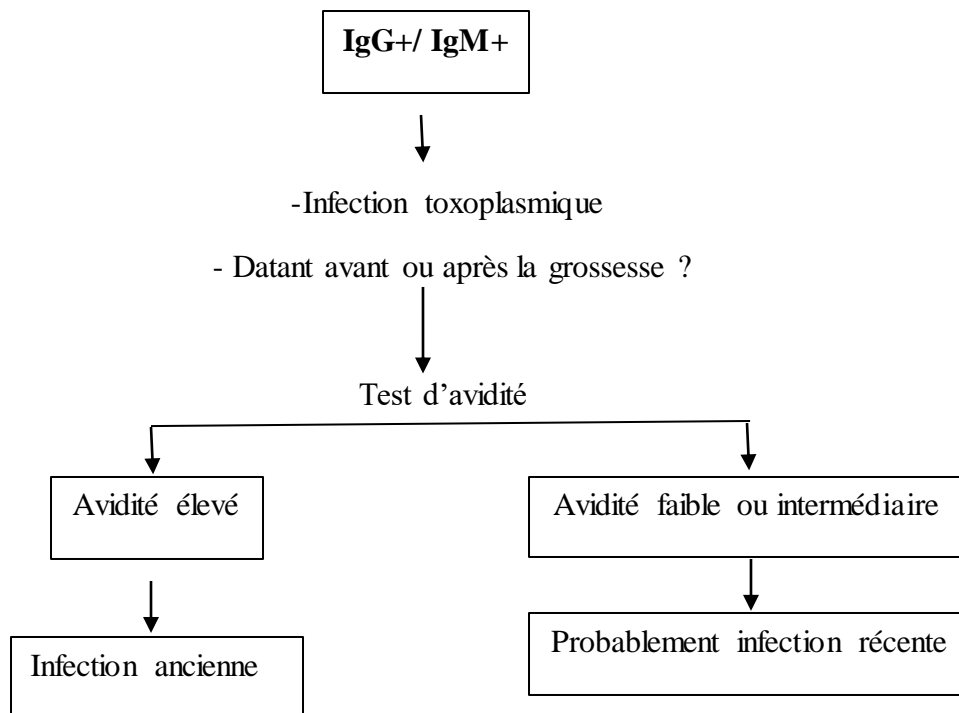 IgG+/ IgM+
-Infection toxoplasmique
- Datant avant ou après la grossesse ?
Test d’avidité
Avidité élevé
Avidité faible ou intermédiaire
Probablement infection récente
Infection ancienne